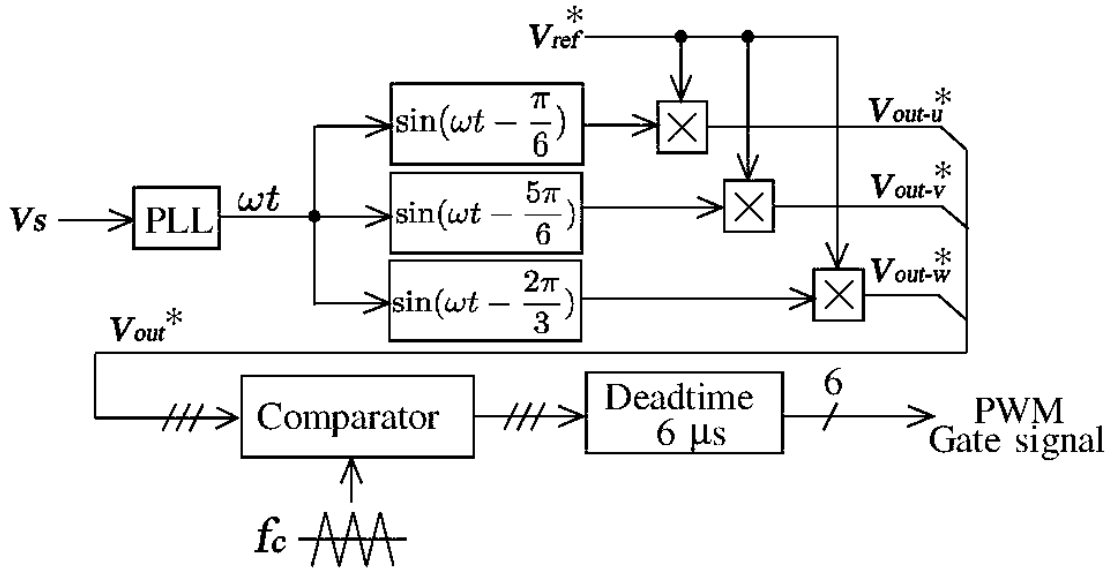 Vref*
sin(ωt − π/6)
Vout-u*
Vs
PLL
ωt
sin(ωt − 5π/6)
Vout-v*
sin(ωt − 2π/3)
Vout-w*
Vout*
Comparator
Deadtime
6 μs
6
PWM
Gate signal
fc